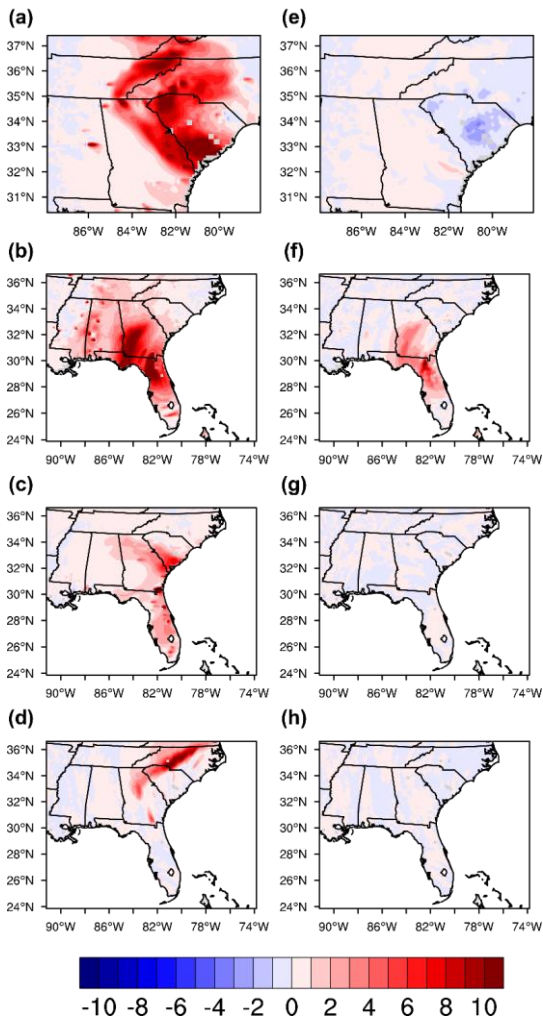 (a) (e)
37°N 37°N
36°N 36°N
35°N 35°N
34°N 34°N
33°N 33°N
32°N 32°N
31°N 31°N
86°W 84°W 82°W 80°W 86°W 84°W 82°W 80°W
(b) (f)
36°N 36°N
34°N 34°N
32°N 32°N
30°N 30°N
28°N 28°N
26°N 26°N
24°N 24°N
90°W 86°W 82°W 78°W 74°W 90°W 86°W 82°W 78°W 74°W
(c) (g)
36°N 36°N
34°N 34°N
32°N 32°N
30°N 30°N
28°N 28°N
26°N 26°N
24°N 24°N
90°W 86°W 82°W 78°W 74°W 90°W 86°W 82°W 78°W 74°W
(d) (h)
36°N 36°N
34°N 34°N
32°N 32°N
30°N 30°N
28°N 28°N
26°N 26°N
24°N 24°N
90°W 86°W 82°W 78°W 74°W 90°W 86°W 82°W 78°W 74°W
-10 -8 -6 -4 -2 0 2 4 6 8 10